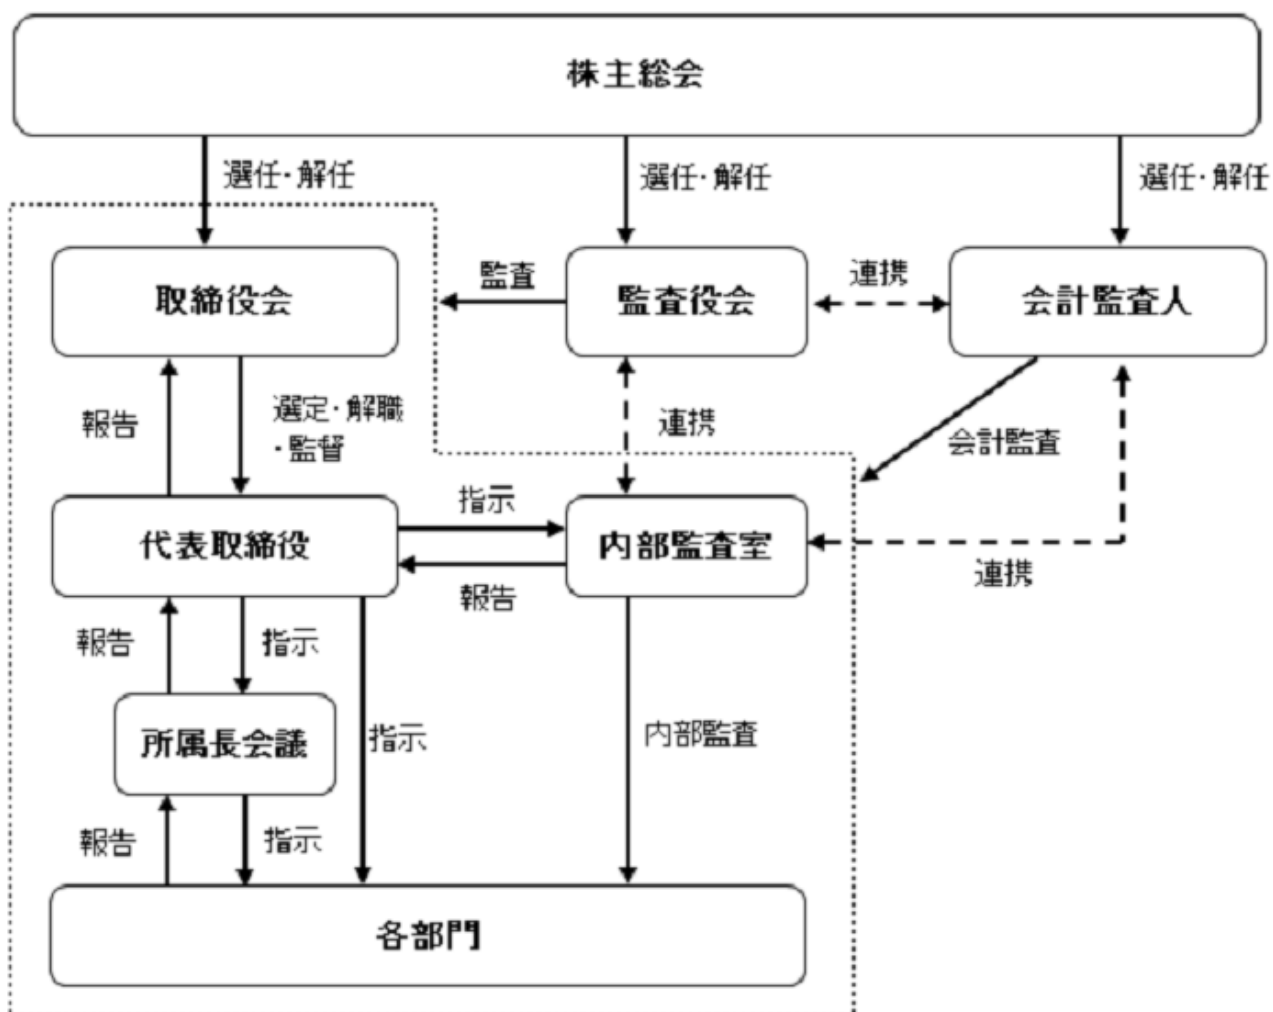 株主総会
選任・解任
選任・解任
選任・解任
取締役会
監査
監査役会
連携
会計監査人
報告
選定・解職
・監督
連携
会計監査
代表取締役
指示
報告
内部監査室
連携
報告
指示
所属長会議
指示
内部監査
報告
指示
各部門